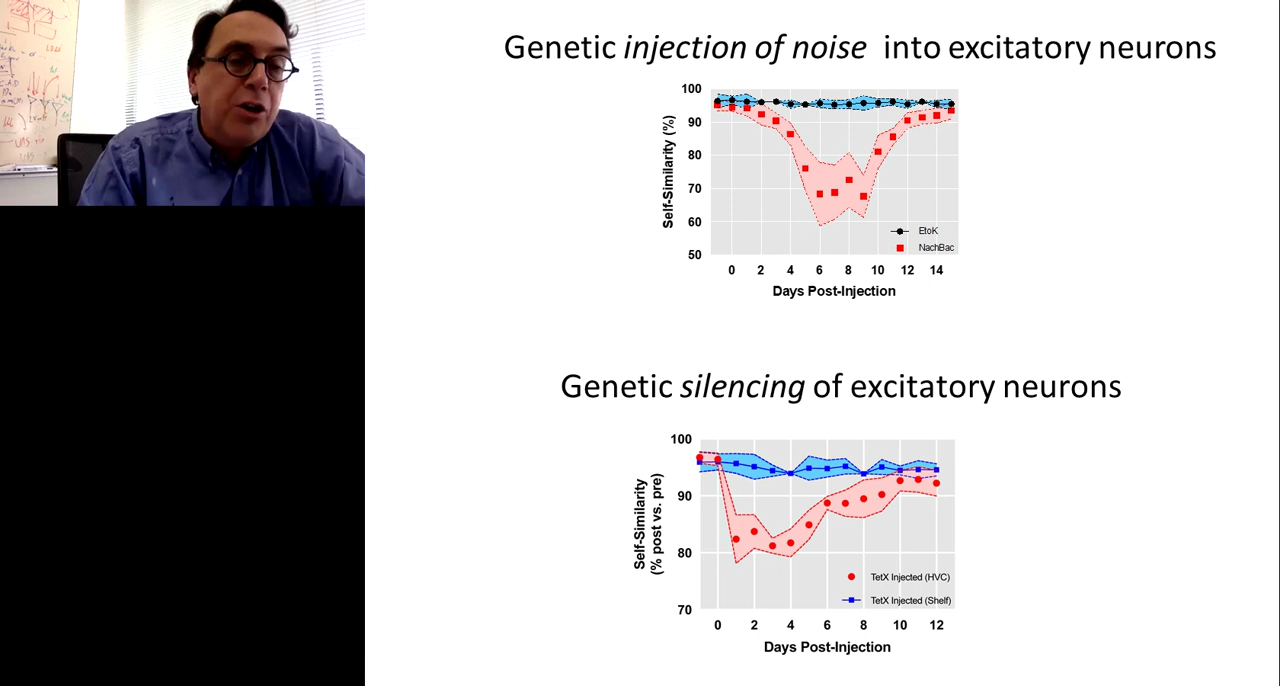 Genetic injection of noise into excitatory neurons
100
90
80
70
60
50
Self-Similarity (%)
EtoK
NachBac
0 2 4 6 8 10 12 14
Days Post-Injection
Genetic silencing of excitatory neurons
100
90
80
70
Self-Similarity
(% post vs. pre)
TetX Injected (HVC)
TetX Injected (Shelf)
0 2 4 6 8 10 12
Days Post-Injection